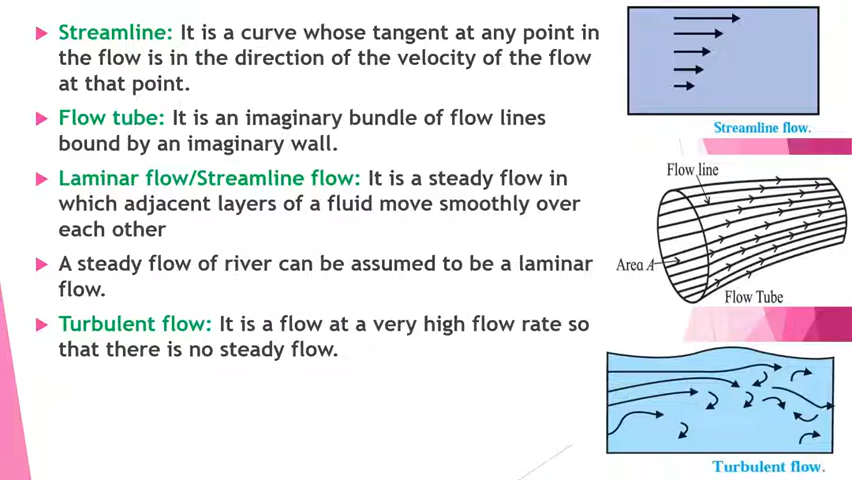 Streamline: It is a curve whose tangent at any point in
the flow is in the direction of the velocity of the flow
at that point.
Flow tube: It is an imaginary bundle of flow lines
bound by an imaginary wall.
Laminar flow/Streamline flow: It is a steady flow in
which adjacent layers of a fluid move smoothly over
each other
A steady flow of river can be assumed to be a laminar
flow.
Turbulent flow: It is a flow at a very high flow rate so
that there is no steady flow.
Streamline flow.
Flow line
Area A
Flow Tube
Turbulent flow.